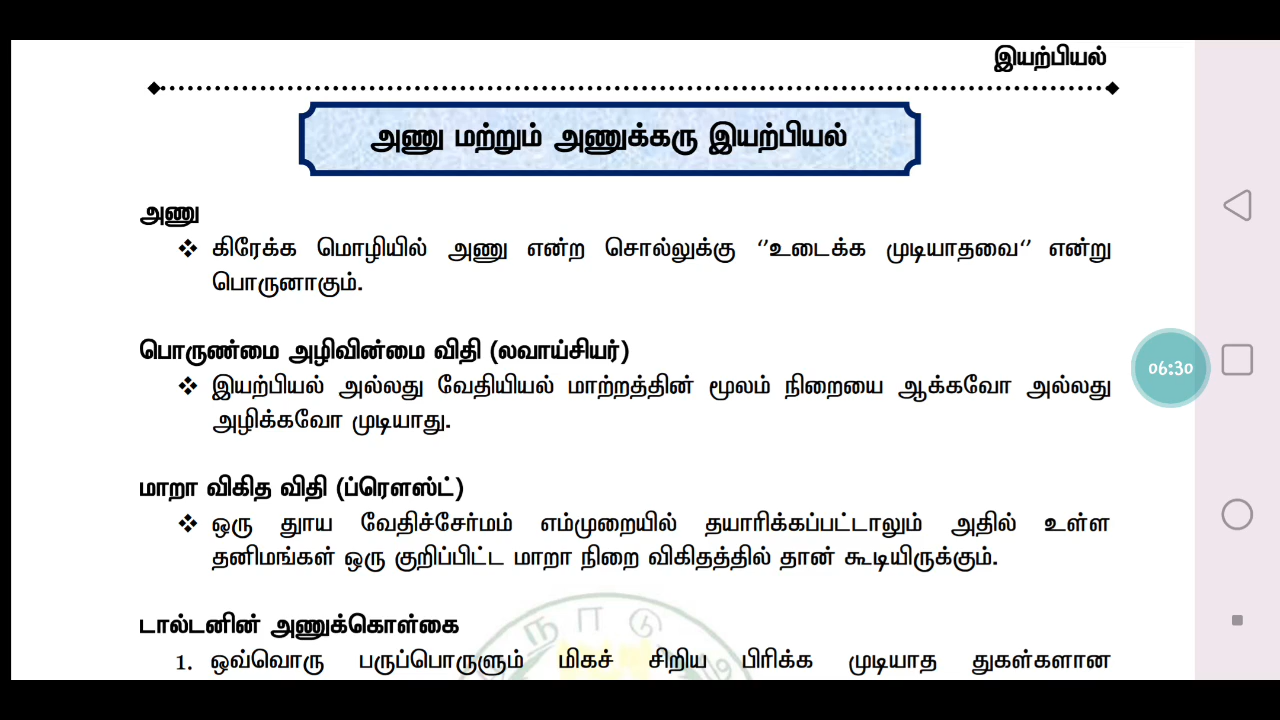 இயற்பியல்
அணு மற்றும் அணுக்கரு இயற்பியல்
அணு
❖ கிரேக்க மொழியில் அணு என்ற சொல்லுக்கு “உடைக்க முடியாதவை” என்று
பொருனாகும்.
பொருண்மை அழிவின்மை விதி (லவாய்சியர்)
❖ இயற்பியல் அல்லது வேதியியல் மாற்றத்தின் மூலம் நிறையை ஆக்கவோ அல்லது
அழிக்கவோ முடியாது.
06:30
மாறா விகித விதி (ப்ரௌஸ்ட்)
❖ ஒரு துாய வேதிச்சேர்மம் எம்முறையில் தயாரிக்கப்பட்டாலும் அதில் உள்ள
தனிமங்கள் ஒரு குறிப்பிட்ட மாறா நிறை விகிதத்தில் தான் கூடியிருக்கும்.
டால்டனின் அணுக்கொள்கை
1. ஒவ்வொரு பருப்பொருளும் மிகச் சிறிய பிரிக்க முடியாத துகள்களான